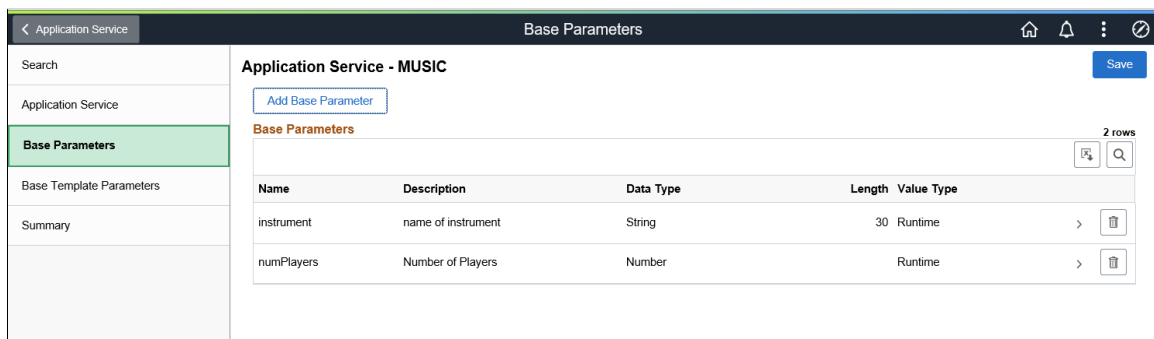 Application Service
Base Parameters
Search
Application Service
Base Parameters
Base Template Parameters
Summary
Application Service - MUSIC
Save
Add Base Parameter
Base Parameters
2 rows
Name Description Data Type Length Value Type
instrument name of instrument String 30 Runtime
numPlayers Number of Players Number Runtime